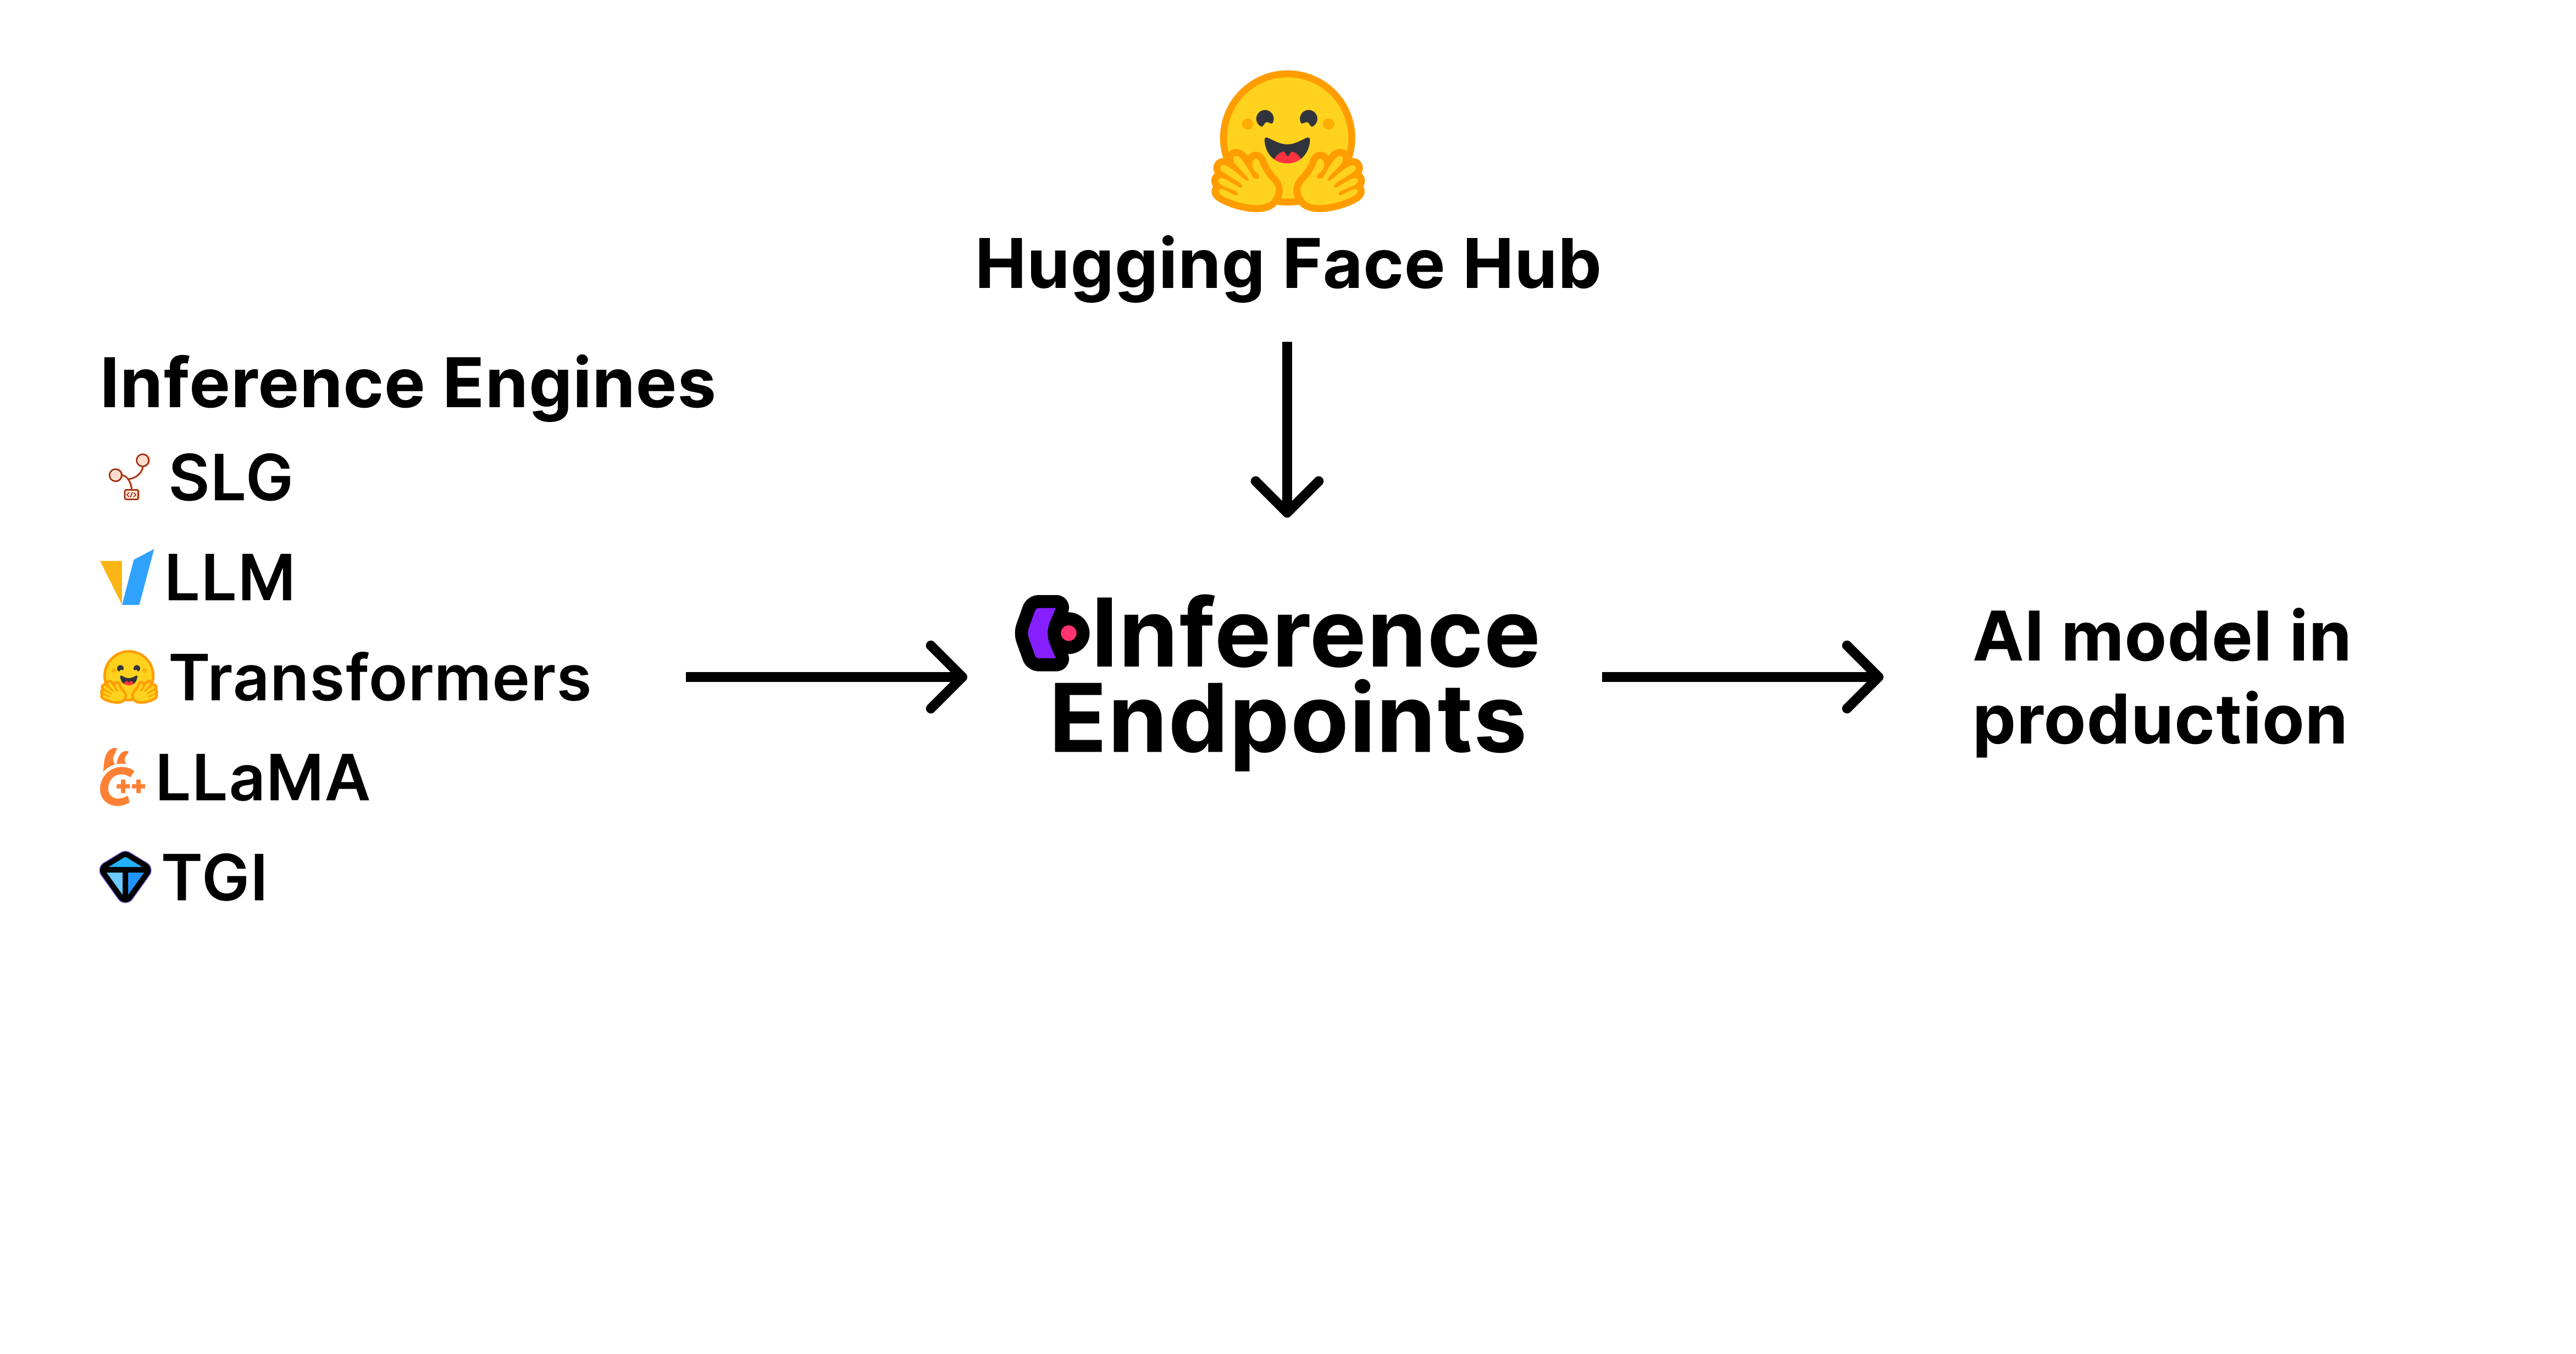 Hugging Face Hub
Inference Engines
SLG
LLM
Transformers
LLaMA
TGI
Inference
Endpoints
AI model in
production